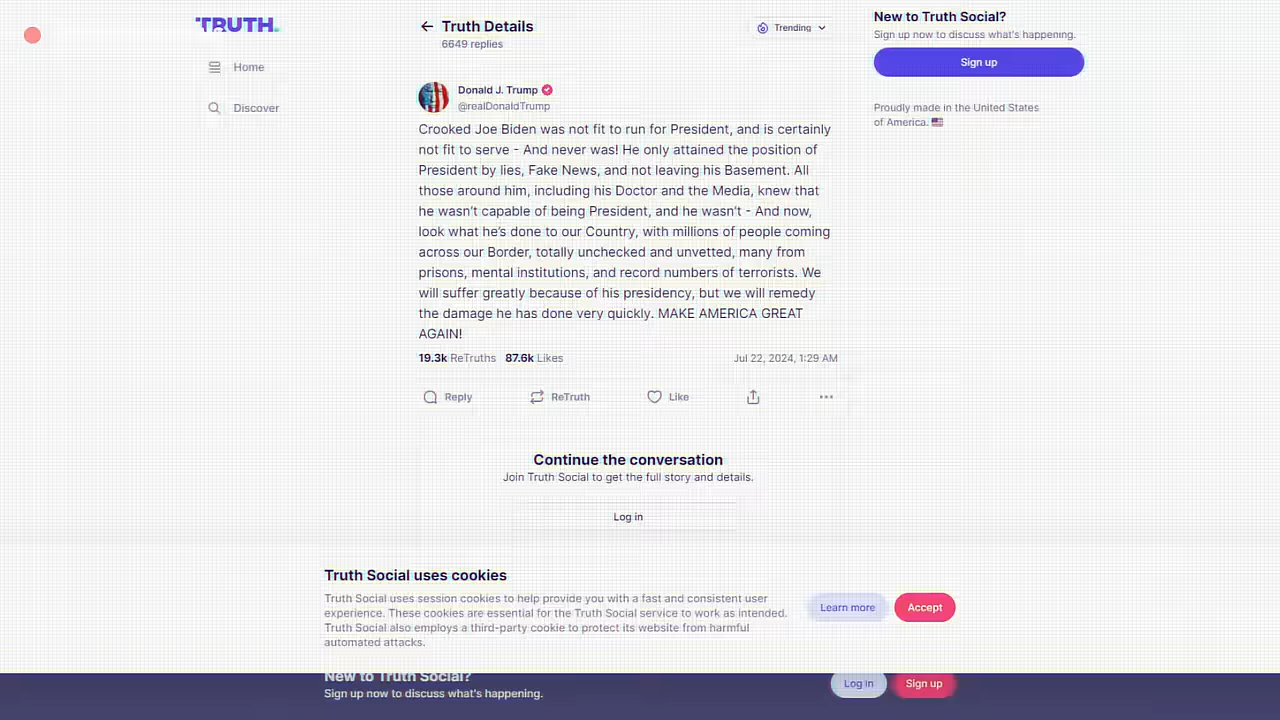 TRUTH.
Home
Discover
Truth Details
6649 replies
Trending
Donald J. Trump
@realDonaldTrump
Crooked Joe Biden was not fit to run for President, and is certainly
not fit to serve - And never was! He only attained the position of
President by lies, Fake News, and not leaving his Basement. All
those around him, including his Doctor and the Media, knew that
he wasn't capable of being President, and he wasn't - And now,
look what he's done to our Country, with millions of people coming
across our Border, totally unchecked and unvetted, many from
prisons, mental institutions, and record numbers of terrorists. We
will suffer greatly because of his presidency, but we will remedy
the damage he has done very quickly. MAKE AMERICA GREAT
AGAIN!
19.3k ReTruths 87.6k Likes
Jul 22, 2024, 1:29 AM
Reply
ReTruth
Like
Continue the conversation
Join Truth Social to get the full story and details.
Log in
New to Truth Social?
Sign up now to discuss what's happening.
Sign up
Proudly made in the United States
of America. 🇺🇸
Truth Social uses cookies
Truth Social uses session cookies to help provide you with a fast and consistent user
experience. These cookies are essential for the Truth Social service to work as intended.
Truth Social also employs a third-party cookie to protect its website from harmful
automated attacks.
Learn more
Accept
New to Truth Social?
Sign up now to discuss what's happening.
Log in
Sign up